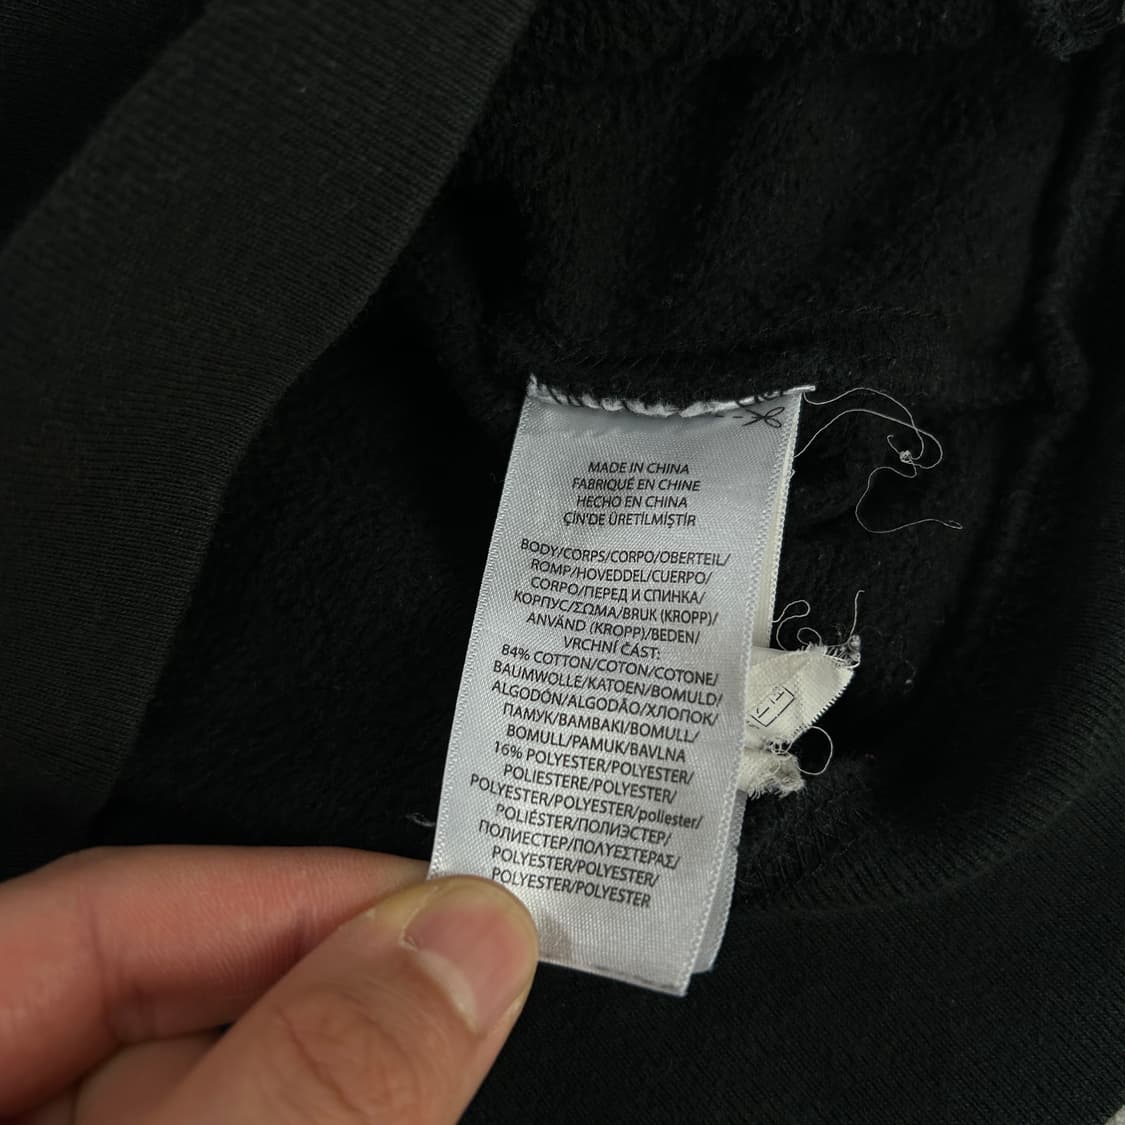 MADE IN CHINA
FABRIQUÉ EN CHINE
HECHO EN CHINA
ÇİN'DE ÜRETİLMİŞTİR
BODY/CORPS/CORPO/OBERTEIL/
ROMP/HOVEDDEL/CUERPO/
CORPO/ПЕРЕД И СПИНКА/
КОРПУС/ΣΩΜΑ/BRUK (KROPP)/
ANVÄND (KROPP)/BEDEN/
VRCHNÍ ČÁST:
84% COTTON/COTON/COTONE/
BAUMWOLLE/KATOEN/BOMULD/
ALGODÓN/ALGODÃO/ХЛОПОК/
ПАМУК/ΒΑΜΒΑΚΙ/BOMULL/
BOMULL/PAMUK/BAVLNA
16% POLYESTER/POLYESTER/
POLIESTERE/POLYESTER/
POLYESTER/POLYESTER/poliester/
POLIÉSTER/ПОЛИЭСТЕР/
ПОЛИЕСТЕР/ΠΟΛΥΕΣΤΕΡΑΣ/
POLYESTER/POLYESTER/
POLYESTER/POLYESTER